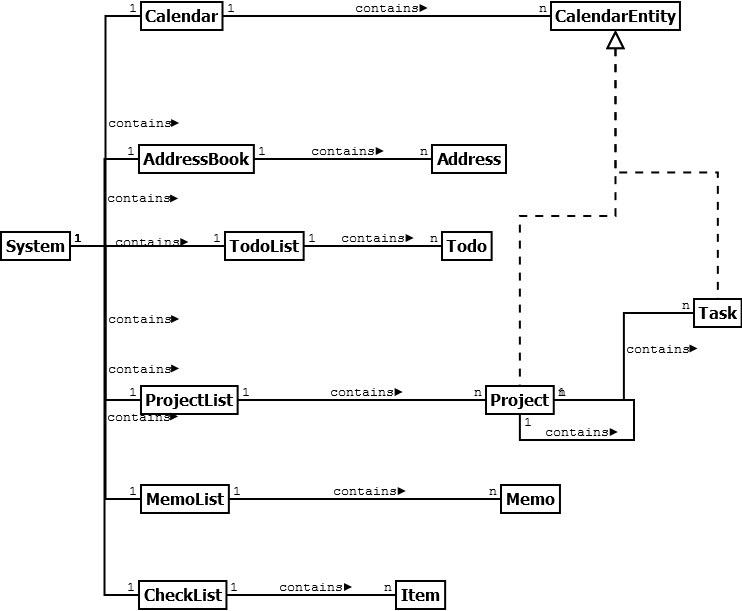 1 Calendar 1 contains▶ n CalendarEntity
contains▶
1 AddressBook 1 contains▶ n Address
contains▶
System 1 contains▶ 1 TodoList 1 contains▶ n Todo
n Task
contains▶
contains▶
contains▶
1 ProjectList 1 contains▶ n Project
contains▶
1 contains▶
1 MemoList 1 contains▶ n Memo
1 CheckList 1 contains▶ n Item